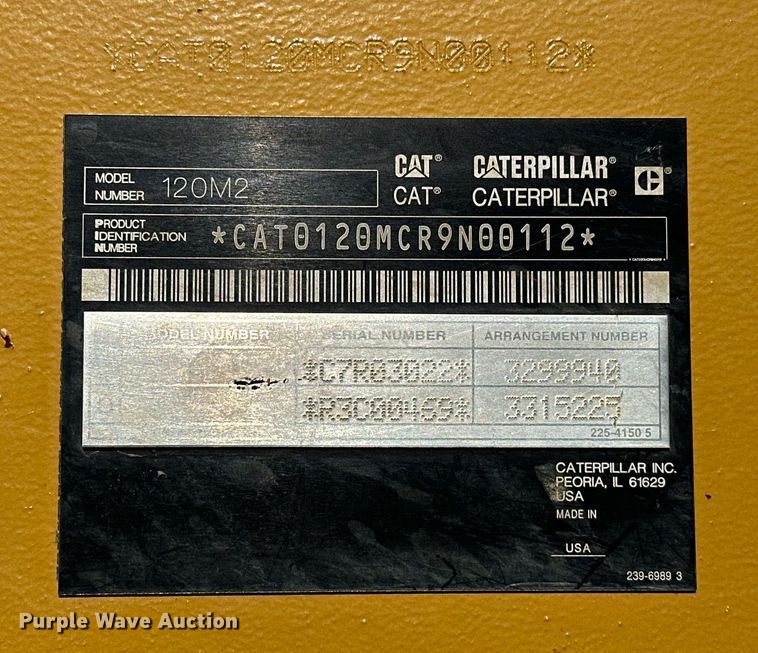 *CAT0120MCR9N00112*
MODEL NUMBER 120M2
CAT® CATERPILLAR®
CAT® CATERPILLAR®
C®
PRODUCT IDENTIFICATION NUMBER *CAT0120MCR9N00112*
MODEL NUMBER SERIAL NUMBER ARRANGEMENT NUMBER
*C7R03022* 3299940
*R3C00469* 3315225
225-4150 5
CATERPILLAR INC.
PEORIA, IL 61629
USA
MADE IN
USA
239-6989 3
Purple Wave Auction